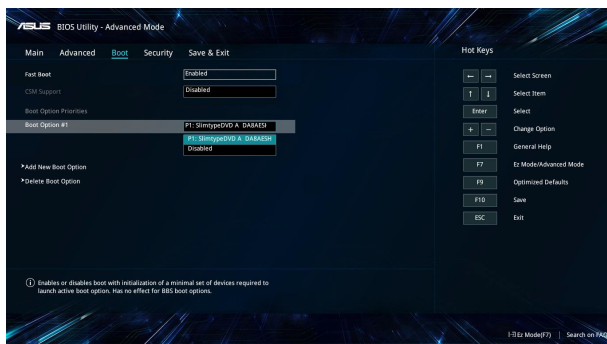 ASUS BIOS Utility - Advanced Mode
Main Advanced Boot Security Save & Exit
Hot Keys
Fast Boot Enabled
CSM Support Disabled
Boot Option Priorities
Boot Option #1 P1: SlimtypeDVD A DA8AESI
P1: SlimtypeDVD A DA8AESH
Disabled
➤Add New Boot Option
➤Delete Boot Option
← → Select Screen
↑ ↓ Select Item
Enter Select
+ − Change Option
F1 General Help
F7 Ez Mode/Advanced Mode
F9 Optimized Defaults
F10 Save
ESC Exit
Enables or disables boot with initialization of a minimal set of devices required to
launch active boot option. Has no effect for BBS boot options.
Ez Mode(F7) | Search on FAQ